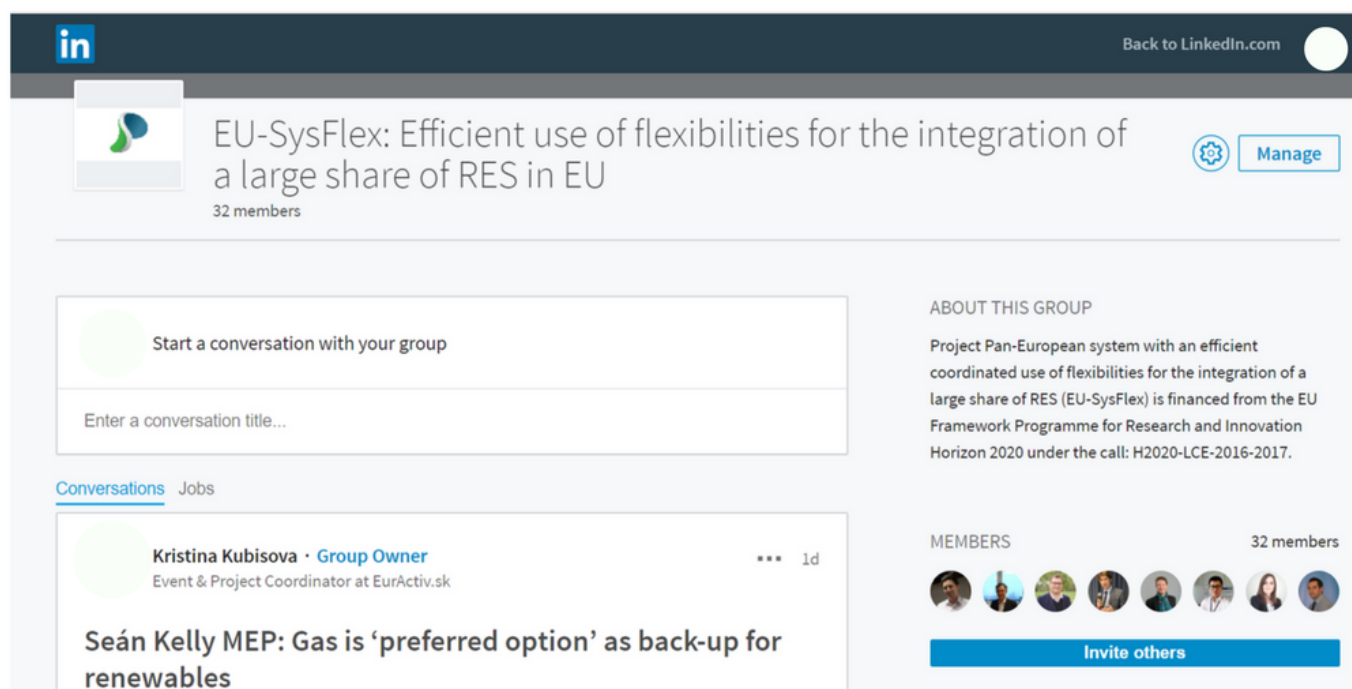 in
Back to LinkedIn.com
EU-SysFlex: Efficient use of flexibilities for the integration of
a large share of RES in EU
32 members
Manage
Start a conversation with your group
Enter a conversation title...
Conversations Jobs
Kristina Kubisova · Group Owner
1d
Event & Project Coordinator at EurActiv.sk
Seán Kelly MEP: Gas is ‘preferred option’ as back-up for
renewables
ABOUT THIS GROUP
Project Pan-European system with an efficient
coordinated use of flexibilities for the integration of a
large share of RES (EU-SysFlex) is financed from the EU
Framework Programme for Research and Innovation
Horizon 2020 under the call: H2020-LCE-2016-2017.
MEMBERS
32 members
Invite others